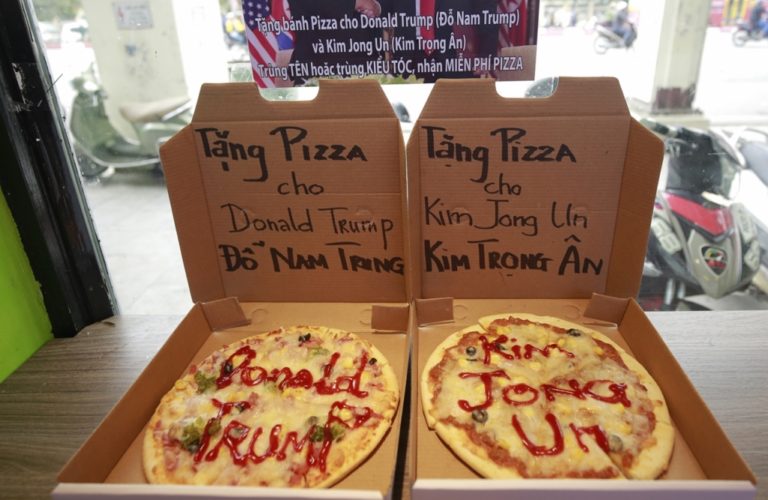 Tặng bánh Pizza cho Donald Trump (Đỗ Nam Trump)
và Kim Jong Un (Kim Trọng Ân)
Trùng TÊN hoặc trùng KIỂU TÓC, nhận MIỄN PHÍ PIZZA
Tặng Pizza
cho
Donald Trump
Đỗ Nam Trung
Tặng Pizza
cho
Kim Jong Un
Kim Trọng Ân
Donald
Trump
Kim
Jong
Un